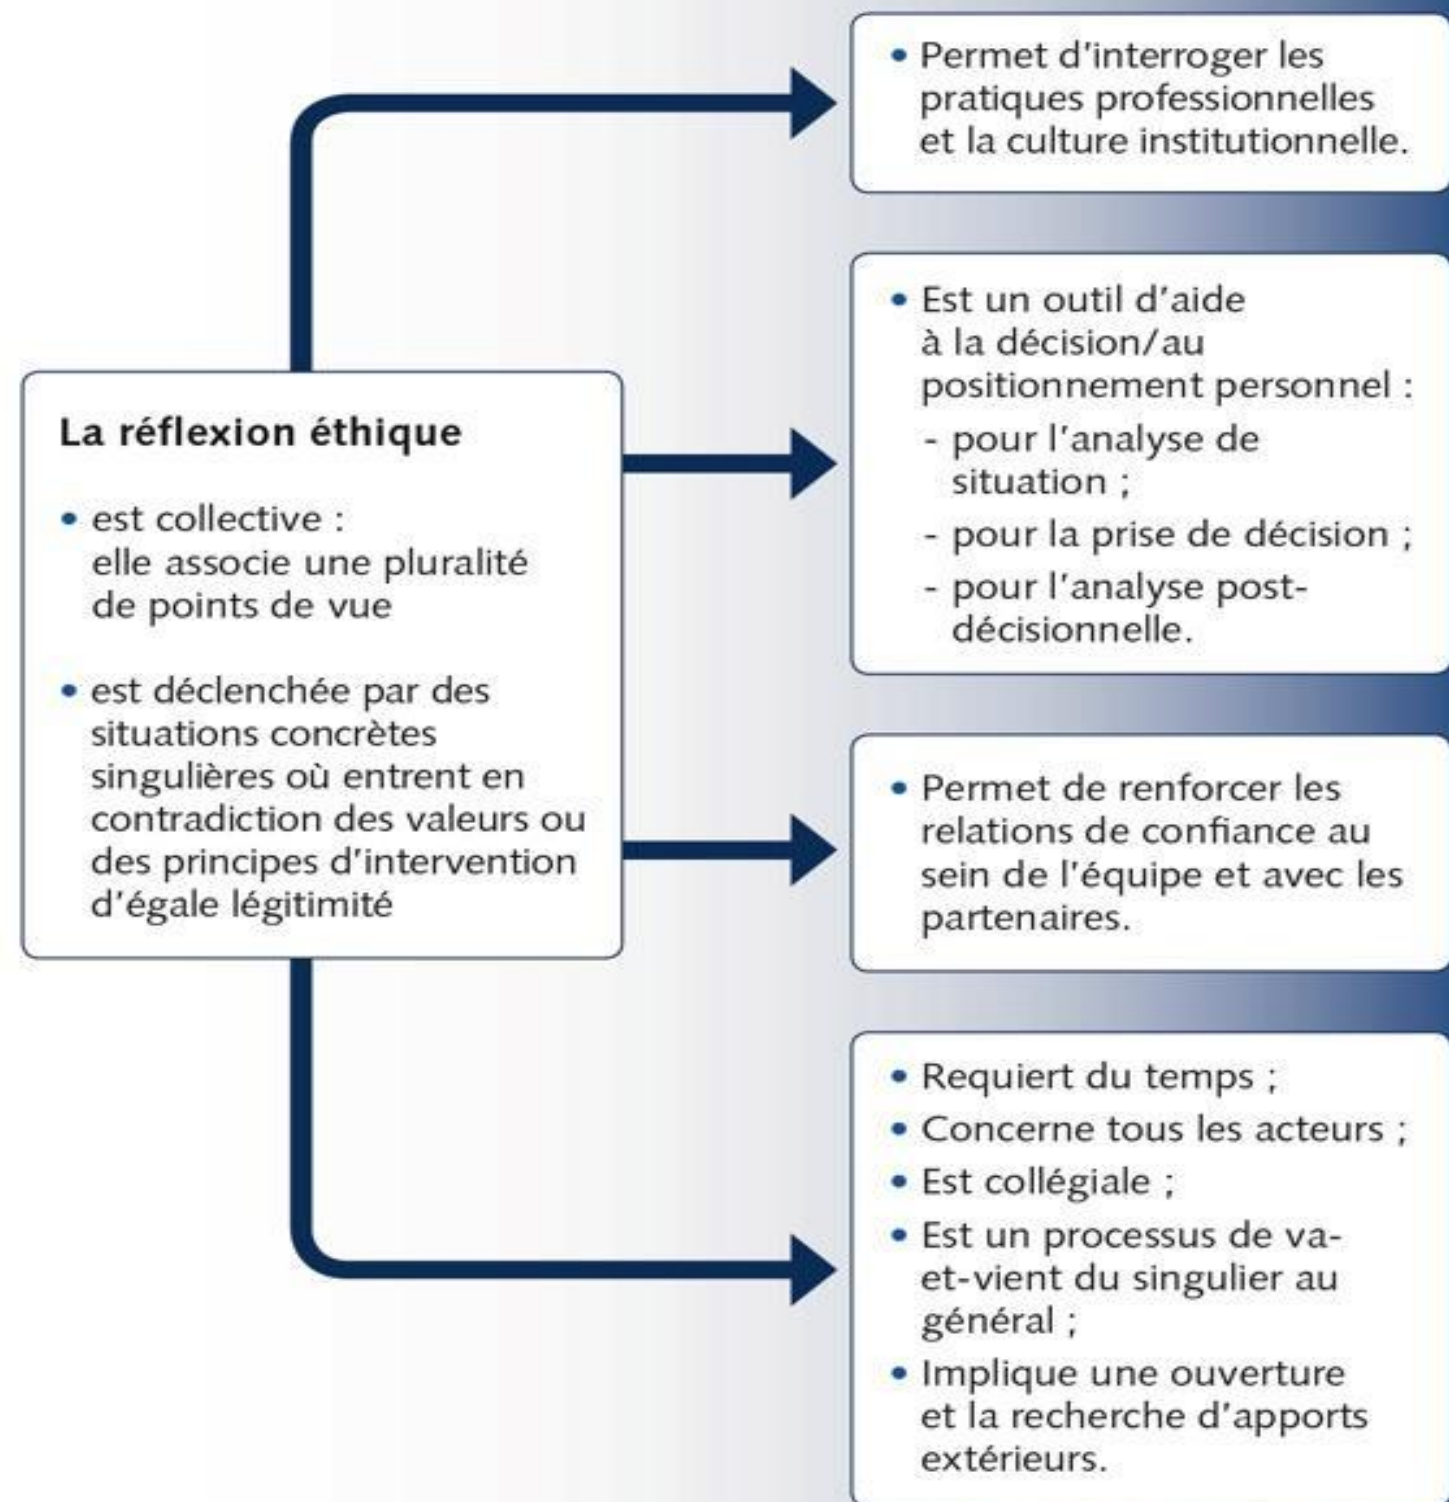 La réflexion éthique
• est collective :
elle associe une pluralité
de points de vue
• est déclenchée par des
situations concrètes
singulières où entrent en
contradiction des valeurs ou
des principes d'intervention
d'égale légitimité
• Permet d'interroger les
pratiques professionnelles
et la culture institutionnelle.
• Est un outil d'aide
à la décision/au
positionnement personnel :
- pour l'analyse de
situation ;
- pour la prise de décision ;
- pour l'analyse post-
décisionnelle.
• Permet de renforcer les
relations de confiance au
sein de l'équipe et avec les
partenaires.
• Requiert du temps ;
• Concerne tous les acteurs ;
• Est collégiale ;
• Est un processus de va-
et-vient du singulier au
général ;
• Implique une ouverture
et la recherche d'apports
extérieurs.